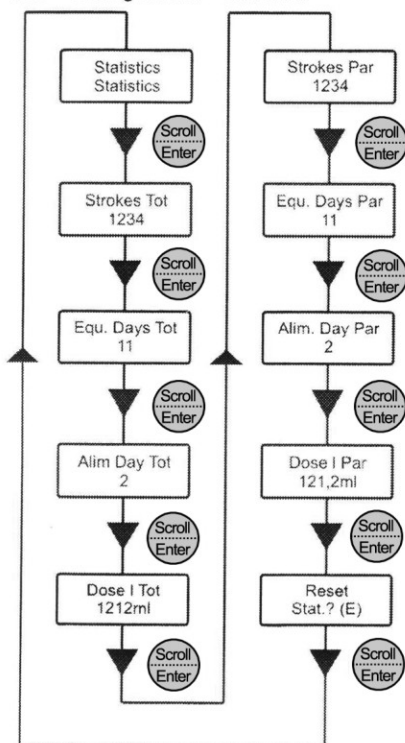 Statistics
Statistics
Scroll
Enter
Strokes Tot
1234
Scroll
Enter
Equ. Days Tot
11
Scroll
Enter
Alim Day Tot
2
Scroll
Enter
Dose I Tot
1212ml
Scroll
Enter
Strokes Par
1234
Scroll
Enter
Equ. Days Par
11
Scroll
Enter
Alim. Day Par
2
Scroll
Enter
Dose I Par
121,2ml
Scroll
Enter
Reset
Stat.? (E)
Scroll
Enter